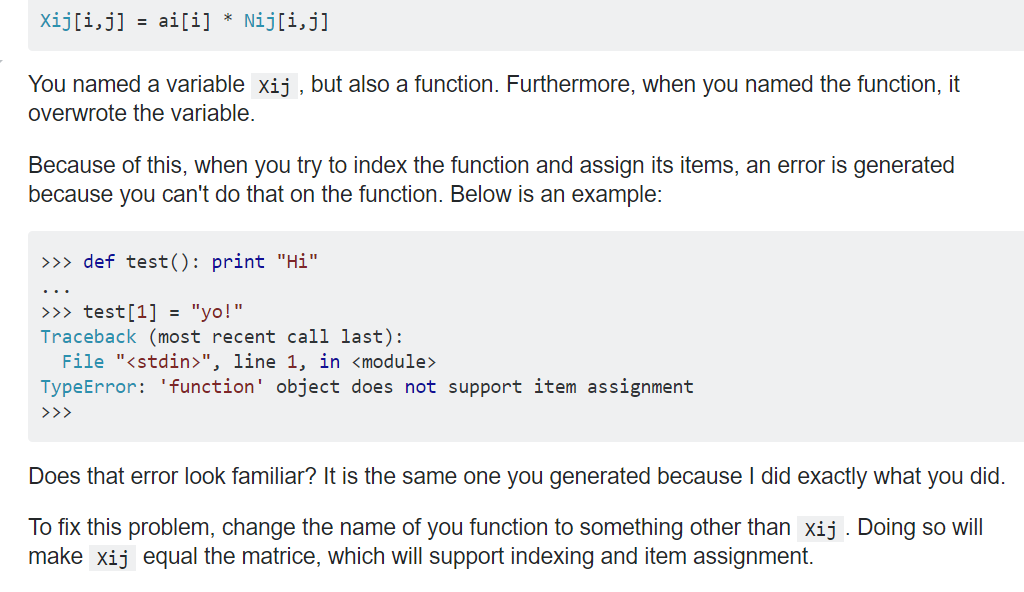 Xij[i,j] = ai[i] * Nij[i,j]
You named a variable Xij, but also a function. Furthermore, when you named the function, it
overwrote the variable.
Because of this, when you try to index the function and assign its items, an error is generated
because you can't do that on the function. Below is an example:
>>> def test(): print "Hi"
...
>>> test[1] = "yo!"
Traceback (most recent call last):
  File "<stdin>", line 1, in <module>
TypeError: 'function' object does not support item assignment
>>>
Does that error look familiar? It is the same one you generated because I did exactly what you did.
To fix this problem, change the name of you function to something other than Xij. Doing so will
make Xij equal the matrice, which will support indexing and item assignment.